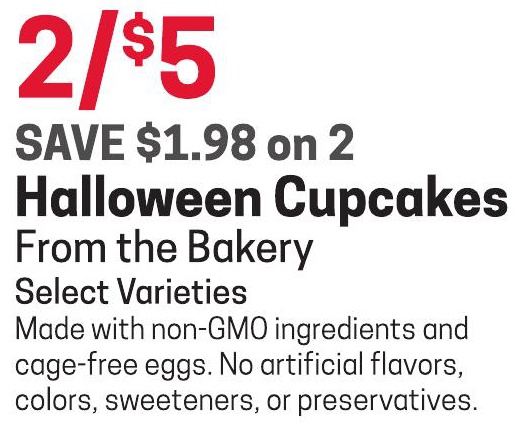 2/$5
SAVE $1.98 on 2
Halloween Cupcakes
From the Bakery
Select Varieties
Made with non-GMO ingredients and
cage-free eggs. No artificial flavors,
colors, sweeteners, or preservatives.